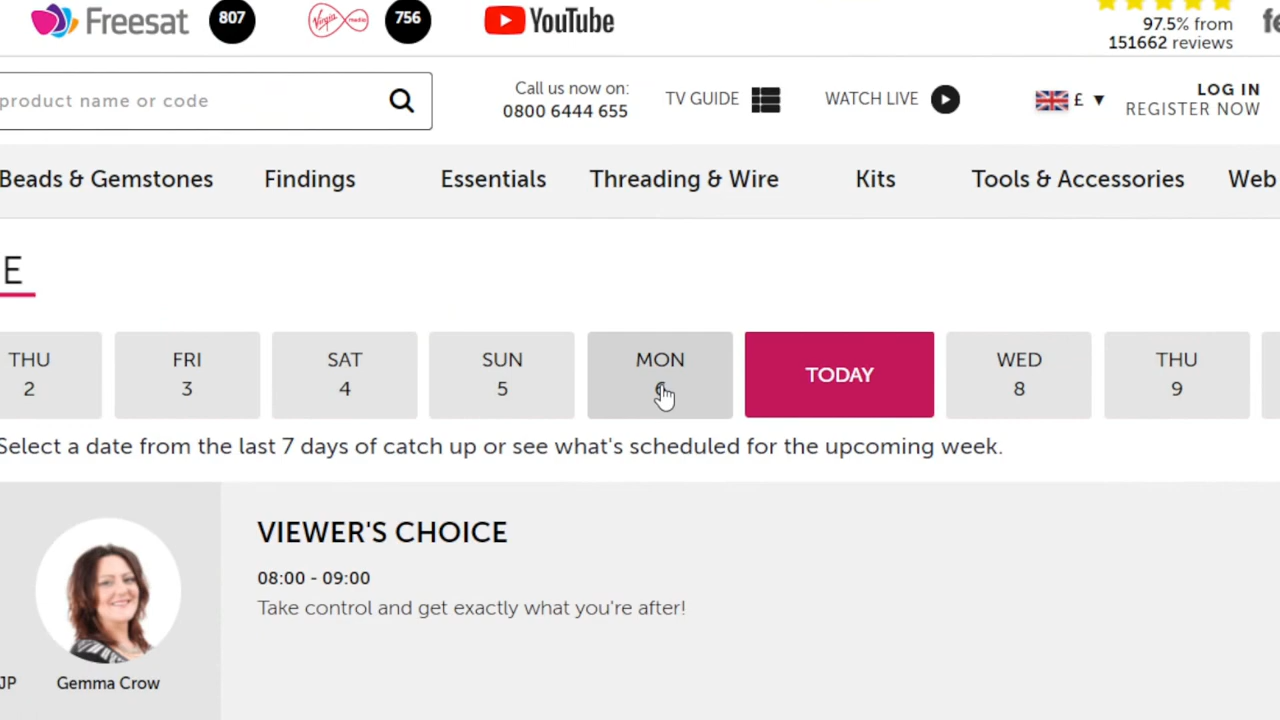 Freesat 807 Virgin media 756 YouTube
97.5% from
151662 reviews
product name or code
Call us now on:
0800 6444 655
TV GUIDE
WATCH LIVE
£ ▼
LOG IN
REGISTER NOW
Beads & Gemstones Findings Essentials Threading & Wire Kits Tools & Accessories Web
E
THU
2
FRI
3
SAT
4
SUN
5
MON
TODAY
WED
8
THU
9
Select a date from the last 7 days of catch up or see what's scheduled for the upcoming week.
VIEWER'S CHOICE
08:00 - 09:00
Take control and get exactly what you're after!
JP
Gemma Crow